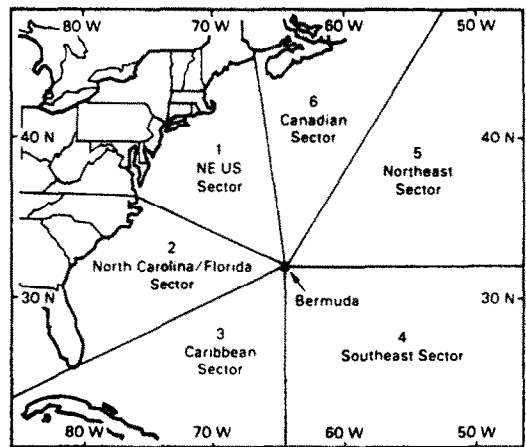 80 W 70 W 60 W 50 W
6
Canadian
Sector
40 N
40 N
1
NE US
Sector
5
Northeast
Sector
2
North Carolina/Florida
Sector
30 N
Bermuda
30 N
3
Caribbean
Sector
4
Southeast Sector
80 W 70 W 60 W 50 W